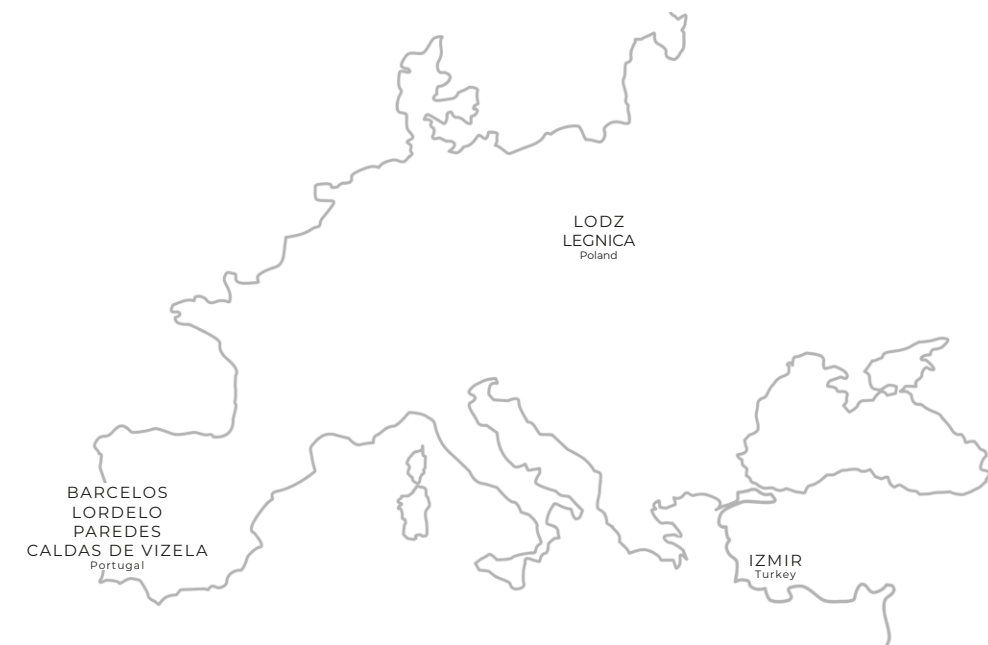 LODZ
LEGNICA
Poland
BARCELOS
LORDELO
PAREDES
CALDAS DE VIZELA
Portugal
IZMIR
Turkey